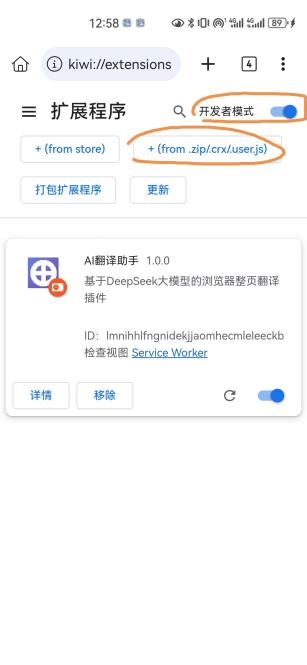 12:58
4G 4G 89
kiwi://extensions
4
扩展程序
开发者模式
+ (from store)
+ (from .zip/.crx/.user.js)
打包扩展程序
更新
AI翻译助手 1.0.0
基于DeepSeek大模型的浏览器整页翻译
插件
ID: lmnihhlfngnidekjjaomhecmleleeckb
检查视图 Service Worker
详情
移除